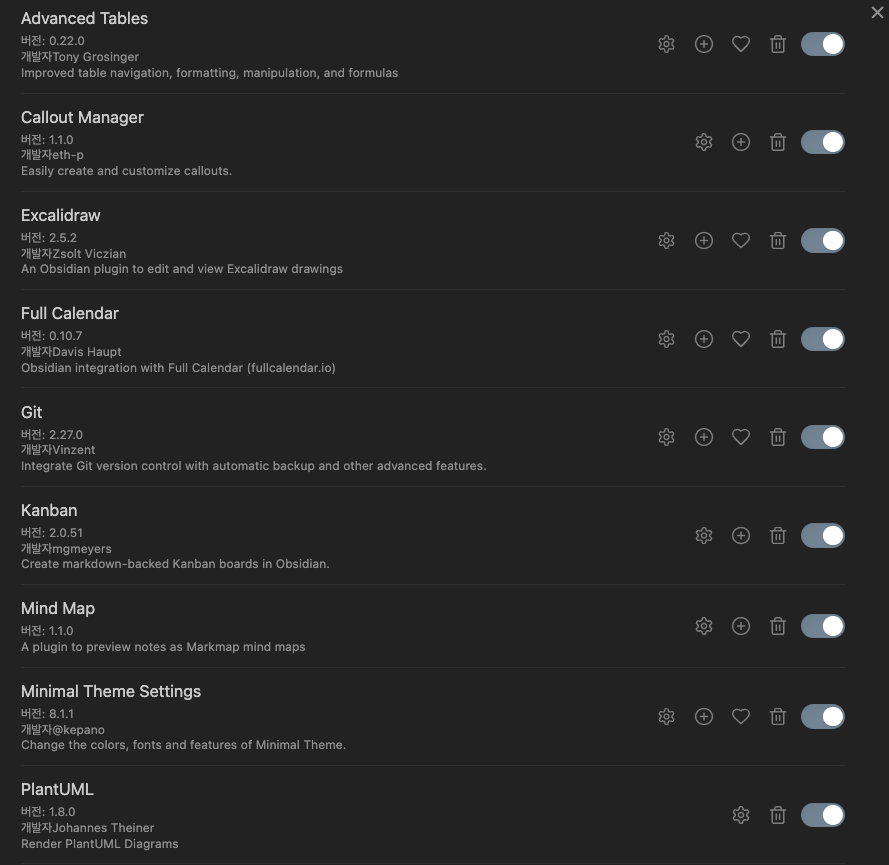 Advanced Tables
버전: 0.22.0
개발자Tony Grosinger
Improved table navigation, formatting, manipulation, and formulas
Callout Manager
버전: 1.1.0
개발자eth-p
Easily create and customize callouts.
Excalidraw
버전: 2.5.2
개발자Zsolt Viczian
An Obsidian plugin to edit and view Excalidraw drawings
Full Calendar
버전: 0.10.7
개발자Davis Haupt
Obsidian integration with Full Calendar (fullcalendar.io)
Git
버전: 2.27.0
개발자Vinzent
Integrate Git version control with automatic backup and other advanced features.
Kanban
버전: 2.0.51
개발자mgmeyers
Create markdown-backed Kanban boards in Obsidian.
Mind Map
버전: 1.1.0
A plugin to preview notes as Markmap mind maps
Minimal Theme Settings
버전: 8.1.1
개발자@kepano
Change the colors, fonts and features of Minimal Theme.
PlantUML
버전: 1.8.0
개발자Johannes Theiner
Render PlantUML Diagrams